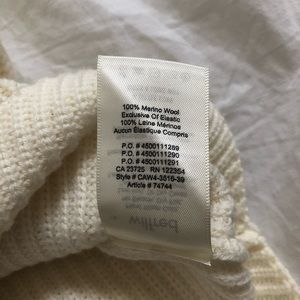 100% Merino Wool
Exclusive Of Elastic
100% Laine Mérinos
Aucun Élastique Compris
P.O. # 4500111289
P.O. # 4500111290
P.O. # 4500111291
CA 23725 RN 122354
Style # CAW4-3516-39
Article # 74744
wilfred